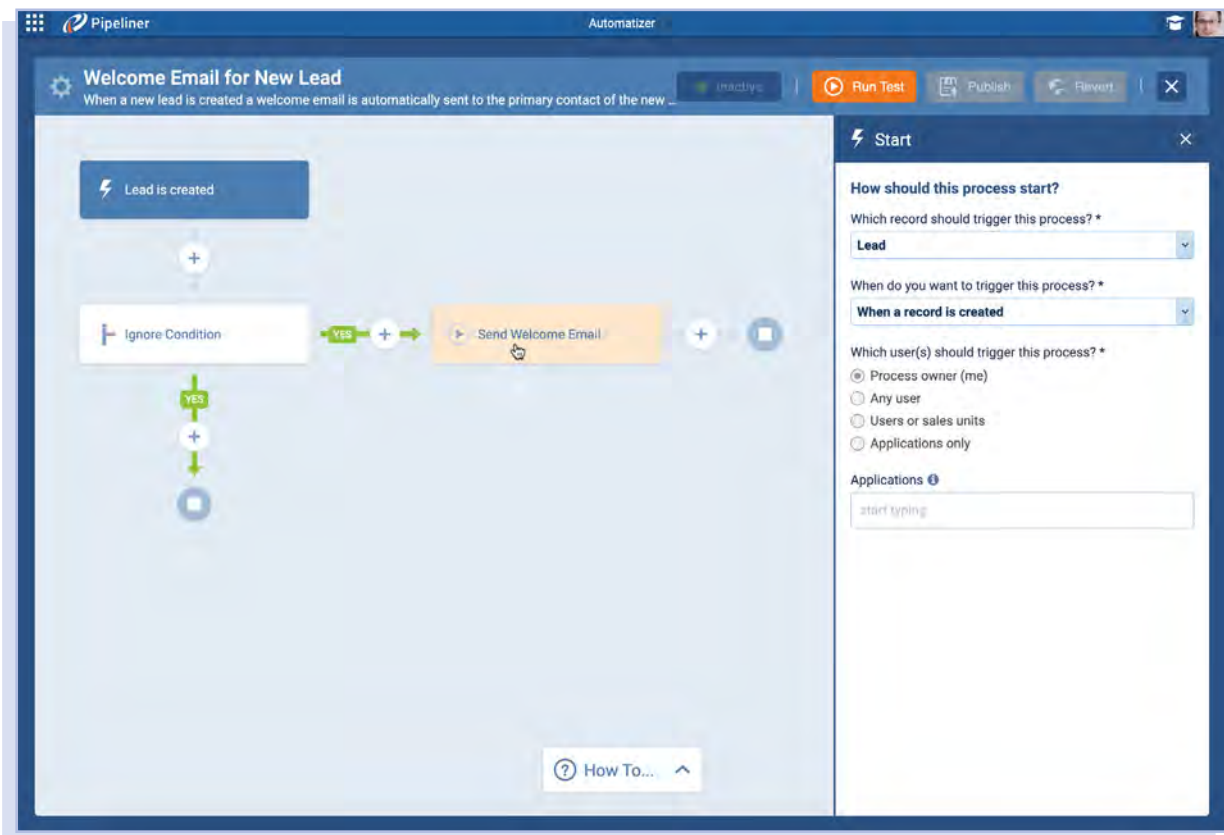 Pipeliner
Automatizer
Welcome Email for New Lead
When a new lead is created a welcome email is automatically sent to the primary contact of the new ...
Inactive
Run Test
Publish
Revert
Start
Lead is created
How should this process start?
Which record should trigger this process? *
Lead
When do you want to trigger this process? *
When a record is created
Ignore Condition
YES
Send Welcome Email
Which user(s) should trigger this process? *
Process owner (me)
Any user
YES
Users or sales units
Applications only
Applications
start typing
How To...